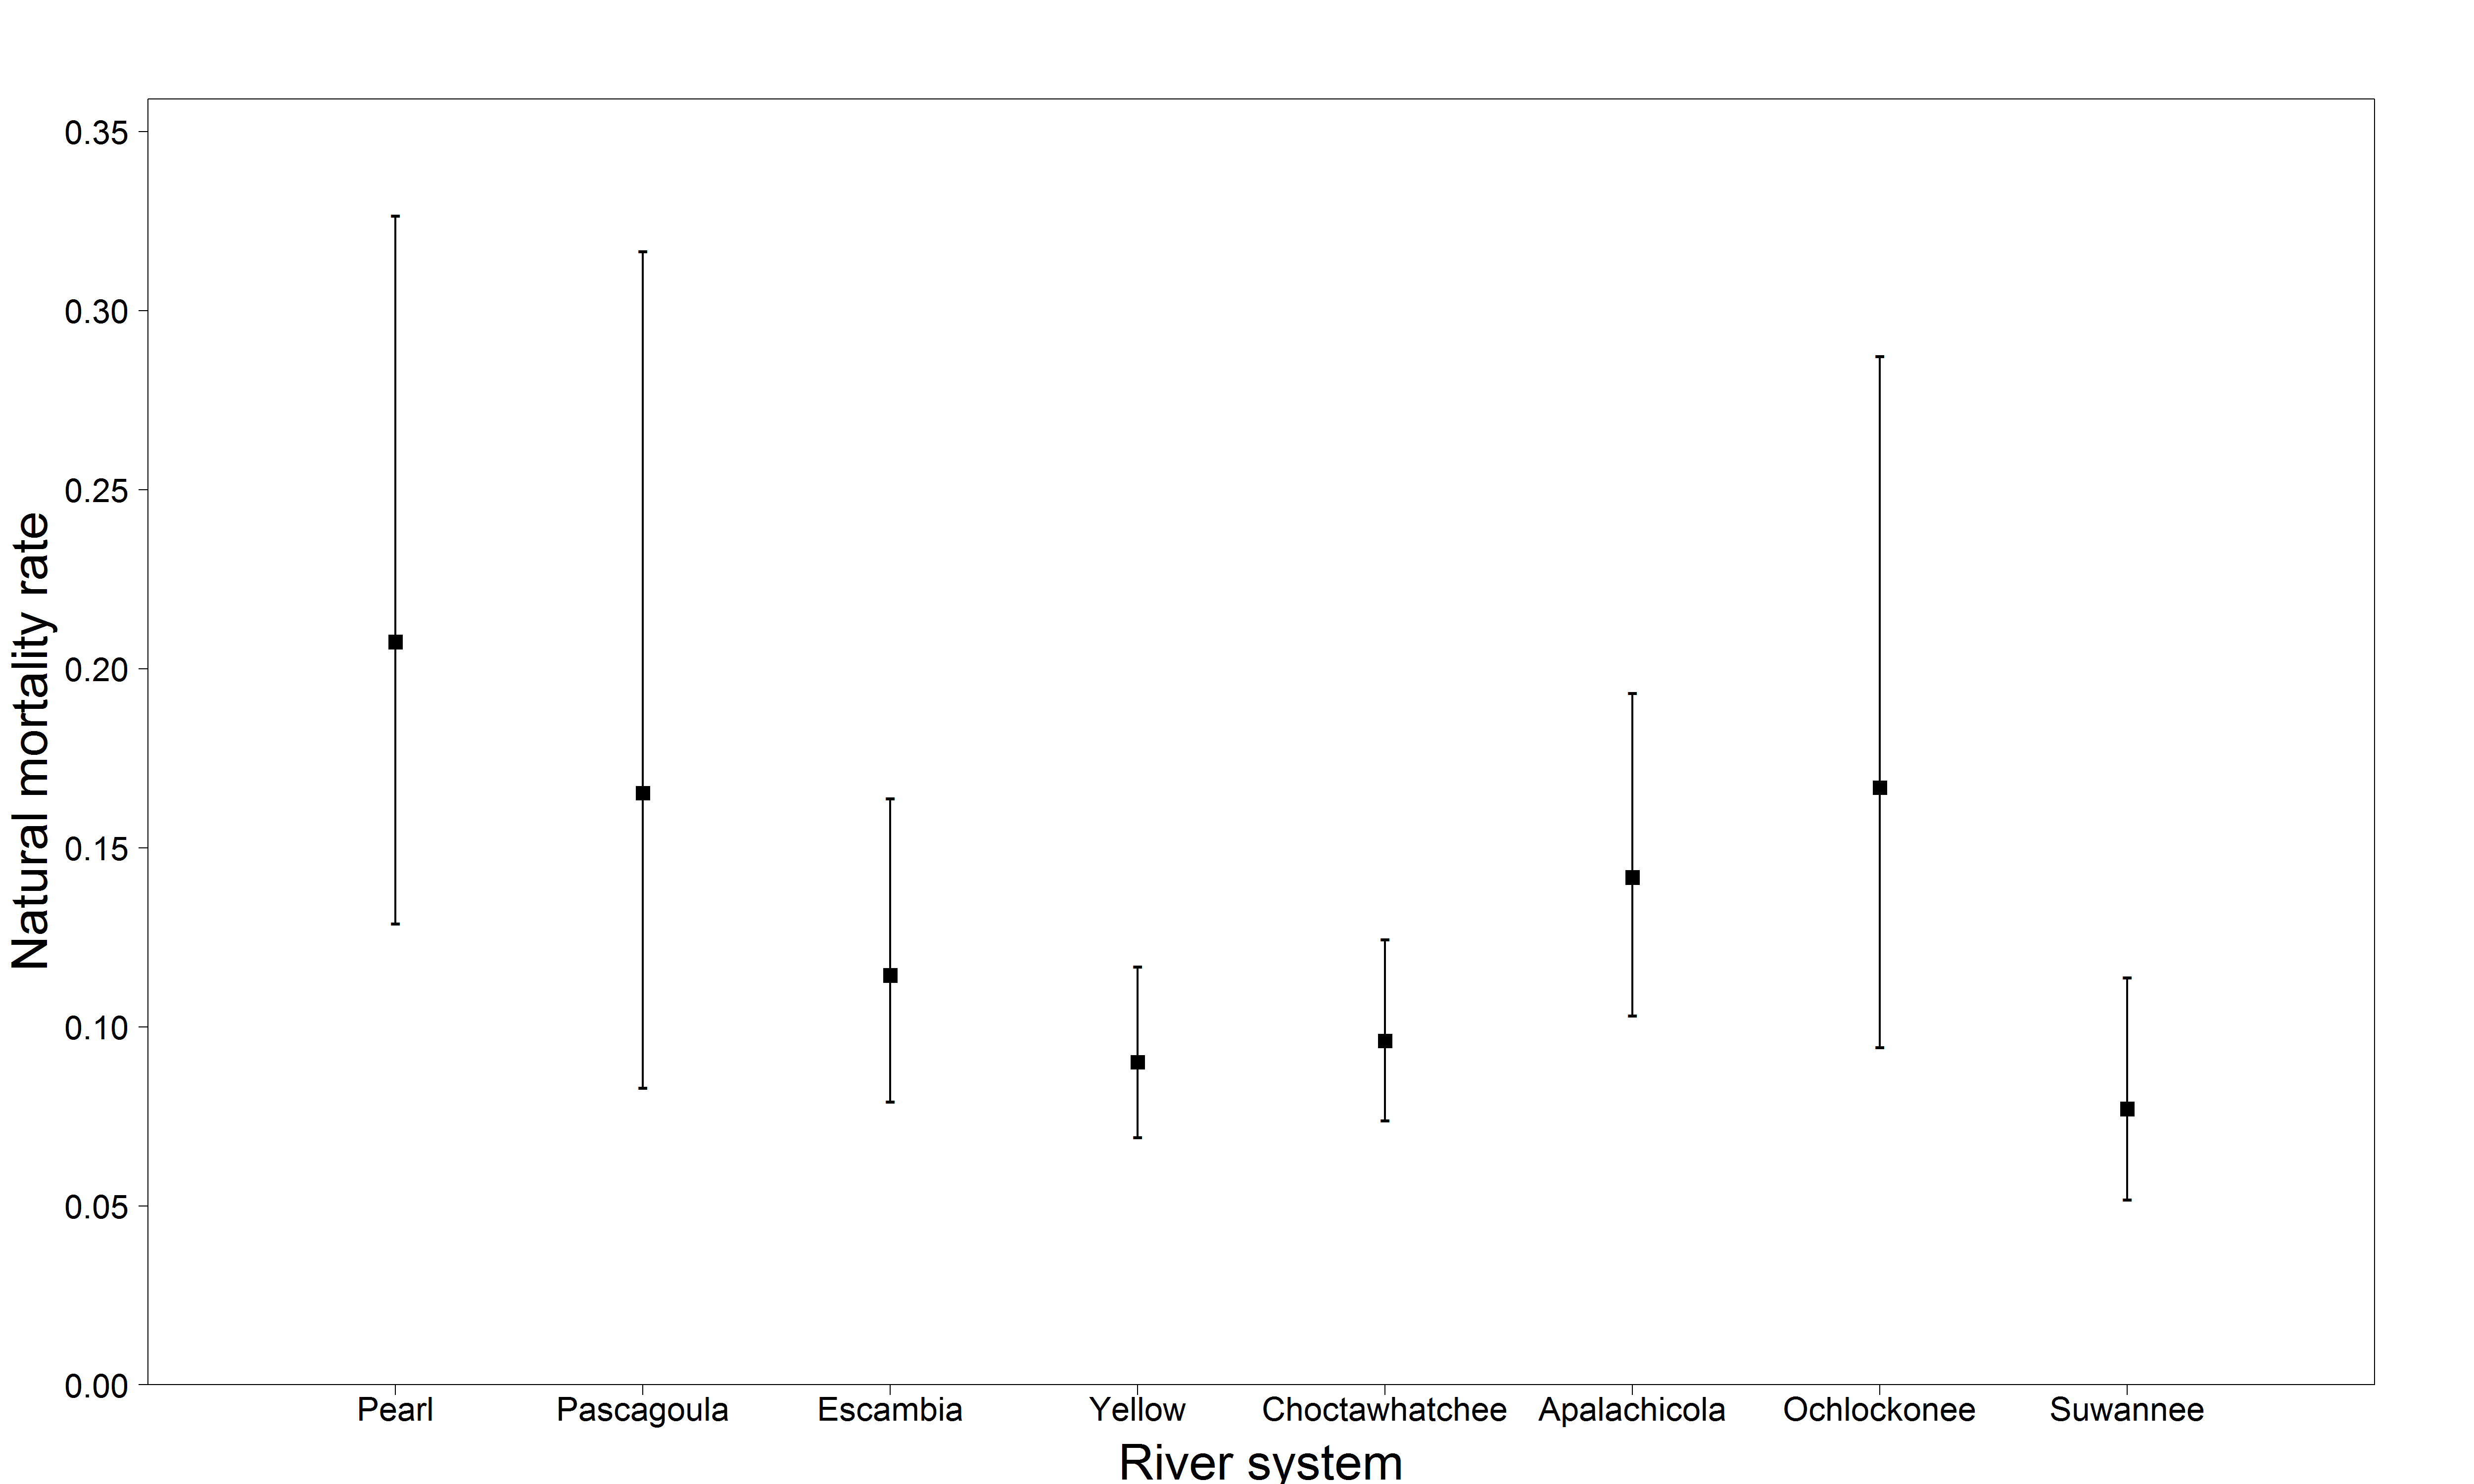 Natural mortality rate
0.35
0.30
0.25
0.20
0.15
0.10
0.05
0.00
Pearl Pascagoula Escambia Yellow Choctawhatchee Apalachicola Ochlockonee Suwannee
River system